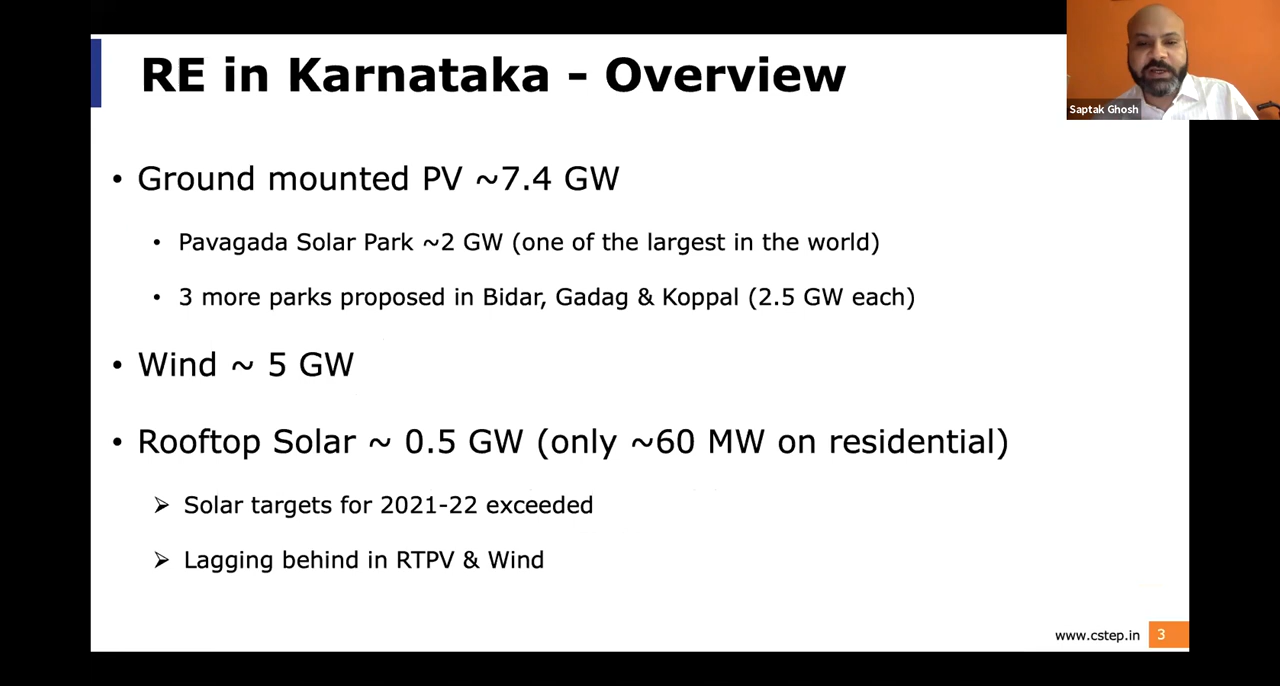 RE in Karnataka - Overview
Saptak Ghosh
• Ground mounted PV ~7.4 GW
• Pavagada Solar Park ~2 GW (one of the largest in the world)
• 3 more parks proposed in Bidar, Gadag & Koppal (2.5 GW each)
• Wind ~ 5 GW
• Rooftop Solar ~ 0.5 GW (only ~60 MW on residential)
➢ Solar targets for 2021-22 exceeded
➢ Lagging behind in RTPV & Wind
www.cstep.in 3